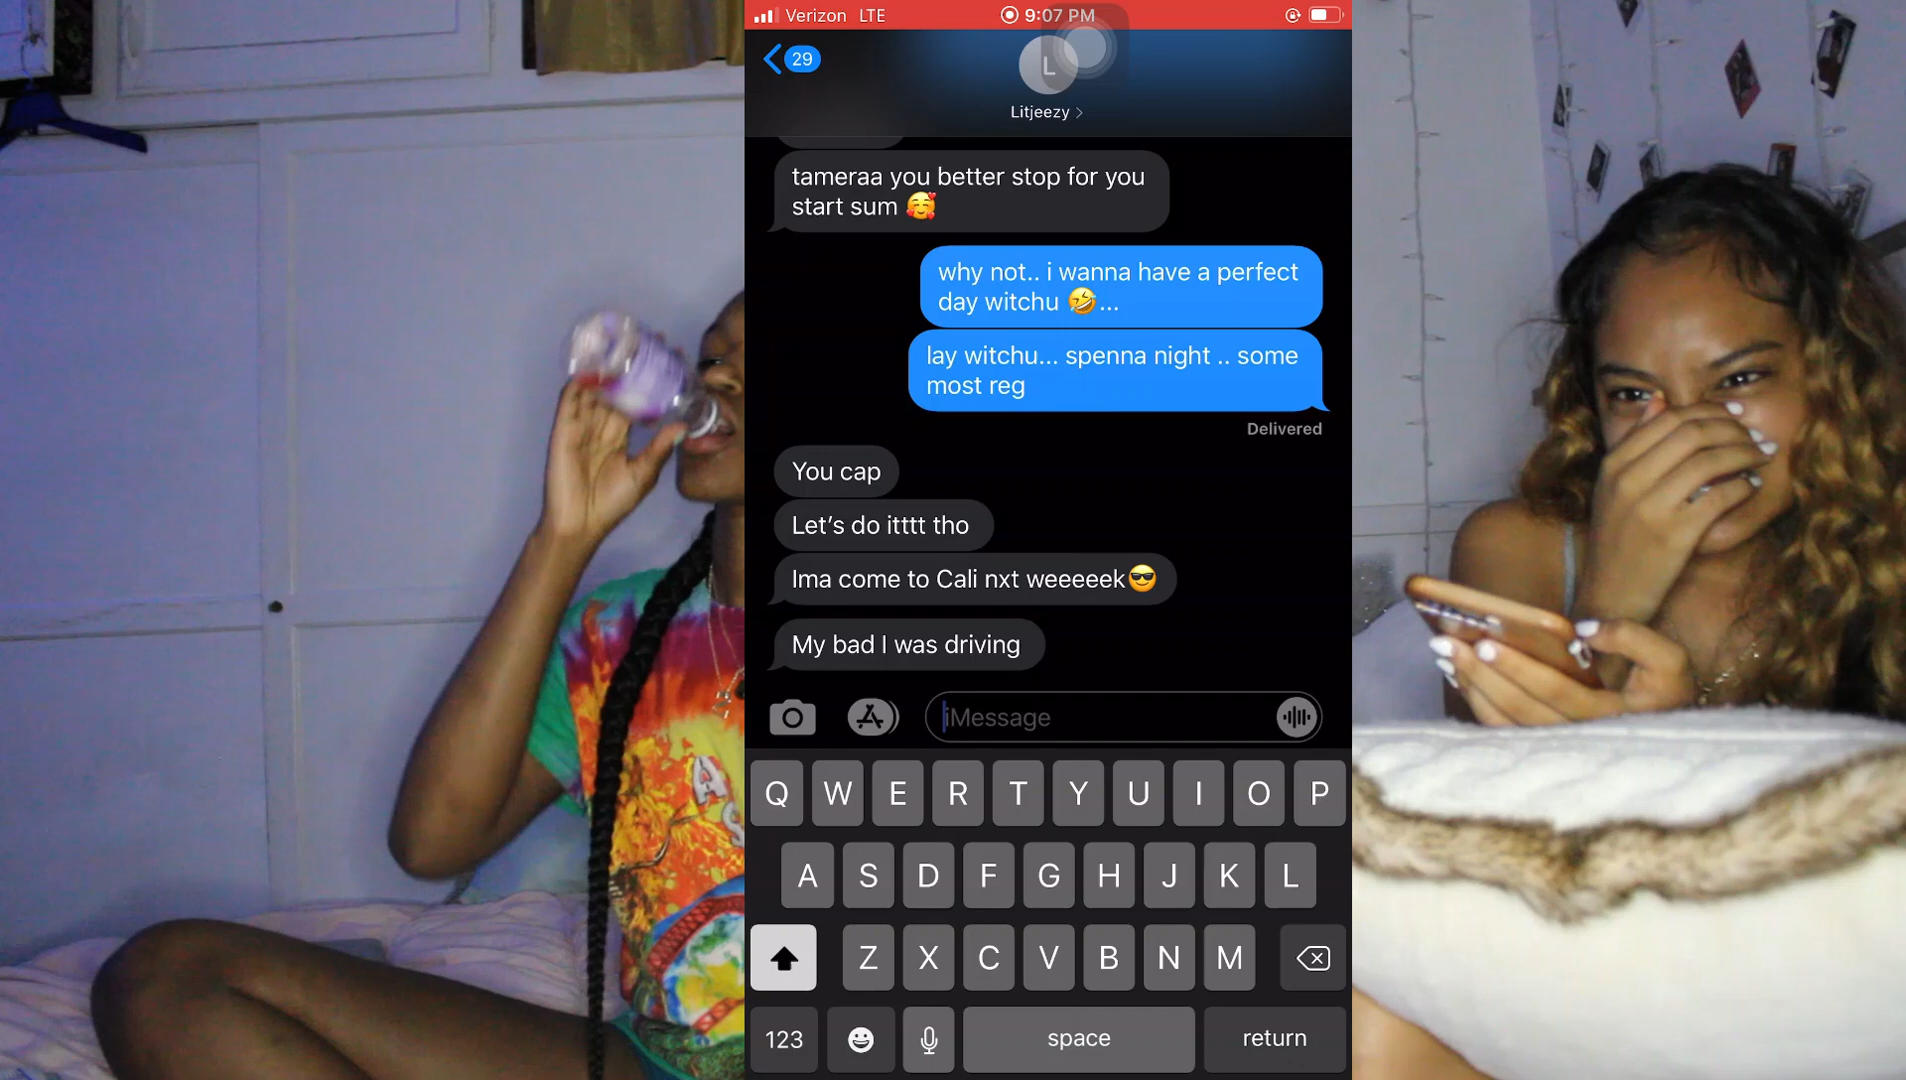 Verizon LTE 9:07 PM
29
L
Litjeezy
tameraa you better stop for you
start sum 🥰
why not.. i wanna have a perfect
day witchu 🤣...
lay witchu... spenna night .. some
most reg
Delivered
You cap
Let's do itttt tho
Ima come to Cali nxt weeeeek😎
My bad I was driving
iMessage
Q W E R T Y U I O P
A S D F G H J K L
Z X C V B N M
123 space return